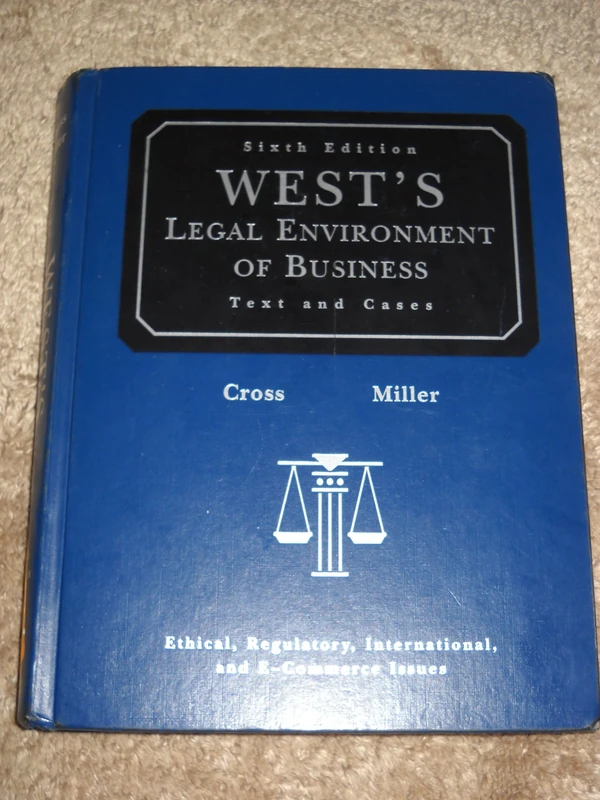 Sixth Edition
WEST'S
LEGAL ENVIRONMENT
OF BUSINESS
Text and Cases
Cross Miller
Ethical, Regulatory, International,
and E-Commerce Issues